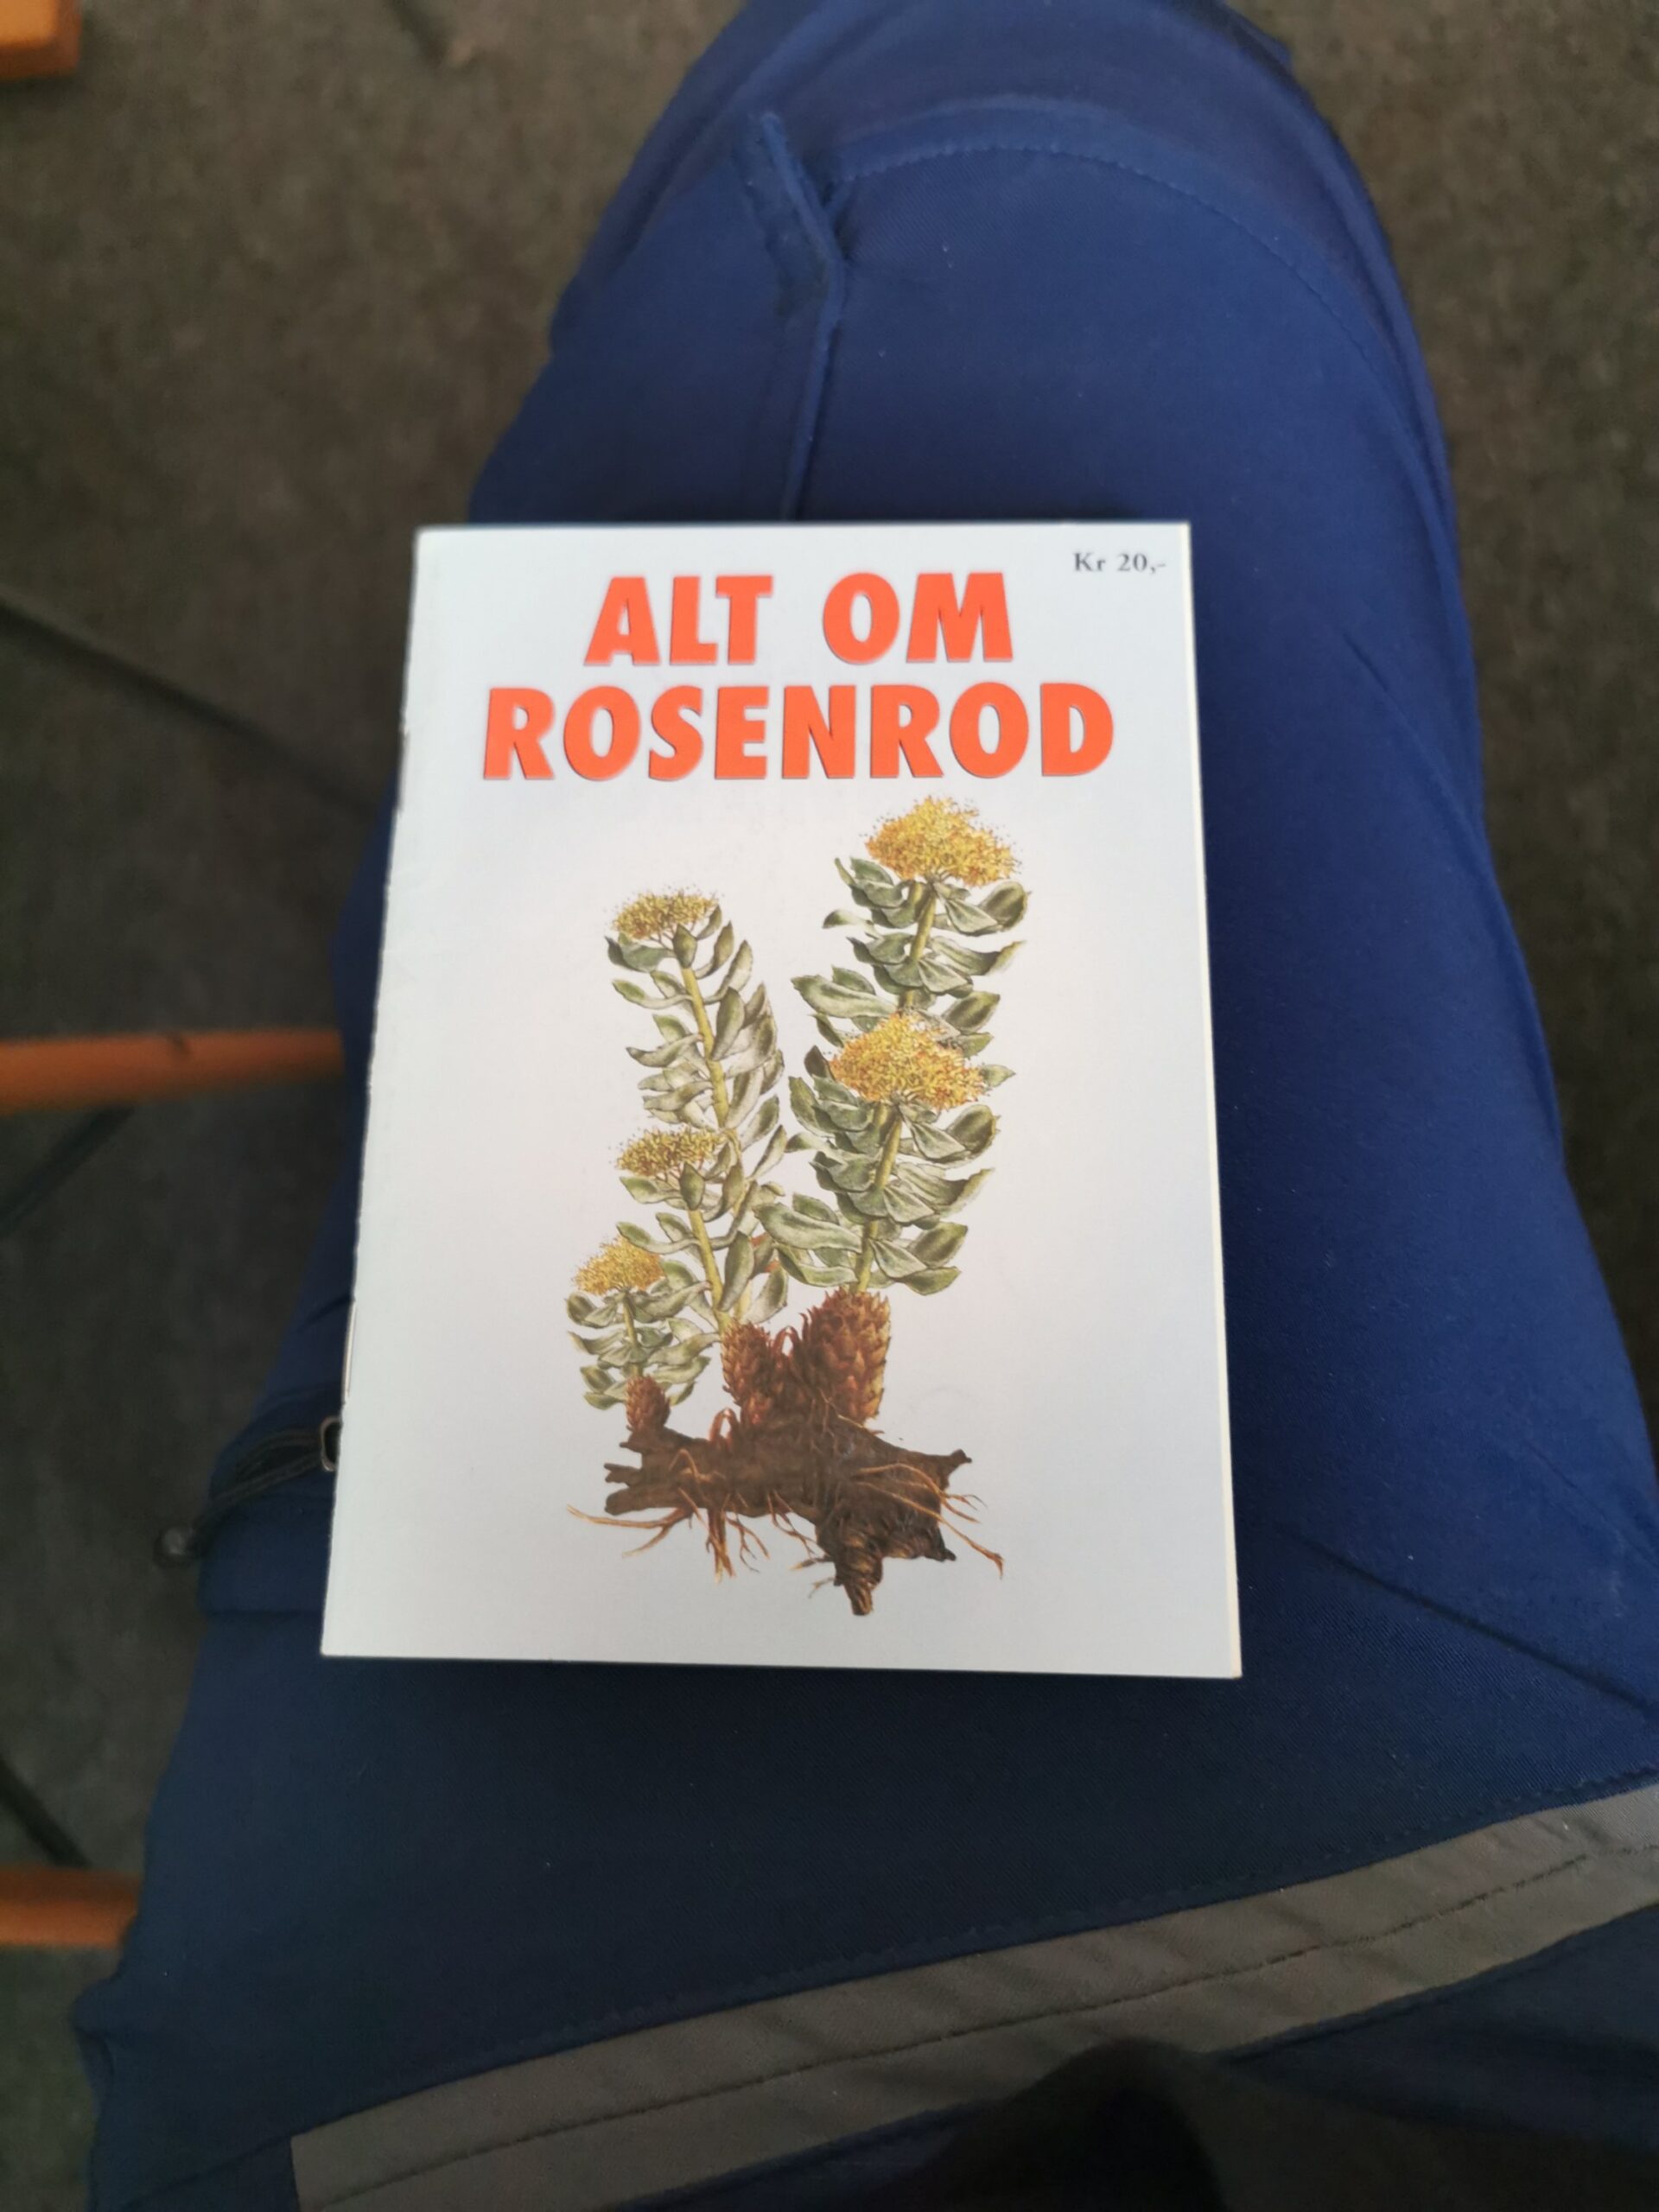 Kr 20,-
ALT OM
ROSENROD